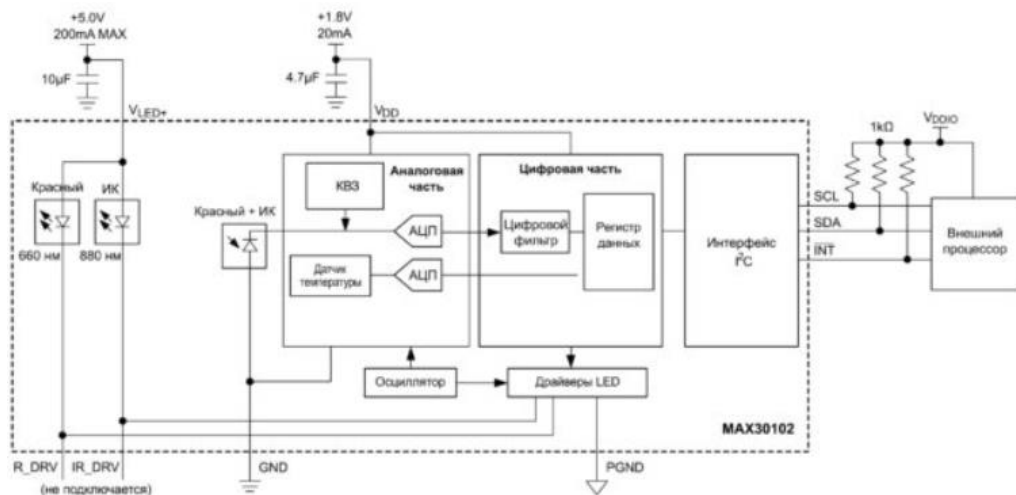 +5.0V
200mA MAX
10µF
VLED+
+1.8V
20mA
4.7µF
VDD
Красный
ИК
660 нм
880 нм
Красный + ИК
КВЗ
Аналоговая
часть
АЦП
Датчик
температуры
АЦП
Цифровая часть
Цифровой
фильтр
Регистр
данных
Интерфейс
I²C
1kΩ
VDDIO
SCL
SDA
INT
Внешний
процессор
Осциллятор
Драйверы LED
MAX30102
R_DRV
IR_DRV
(не подключается)
GND
PGND